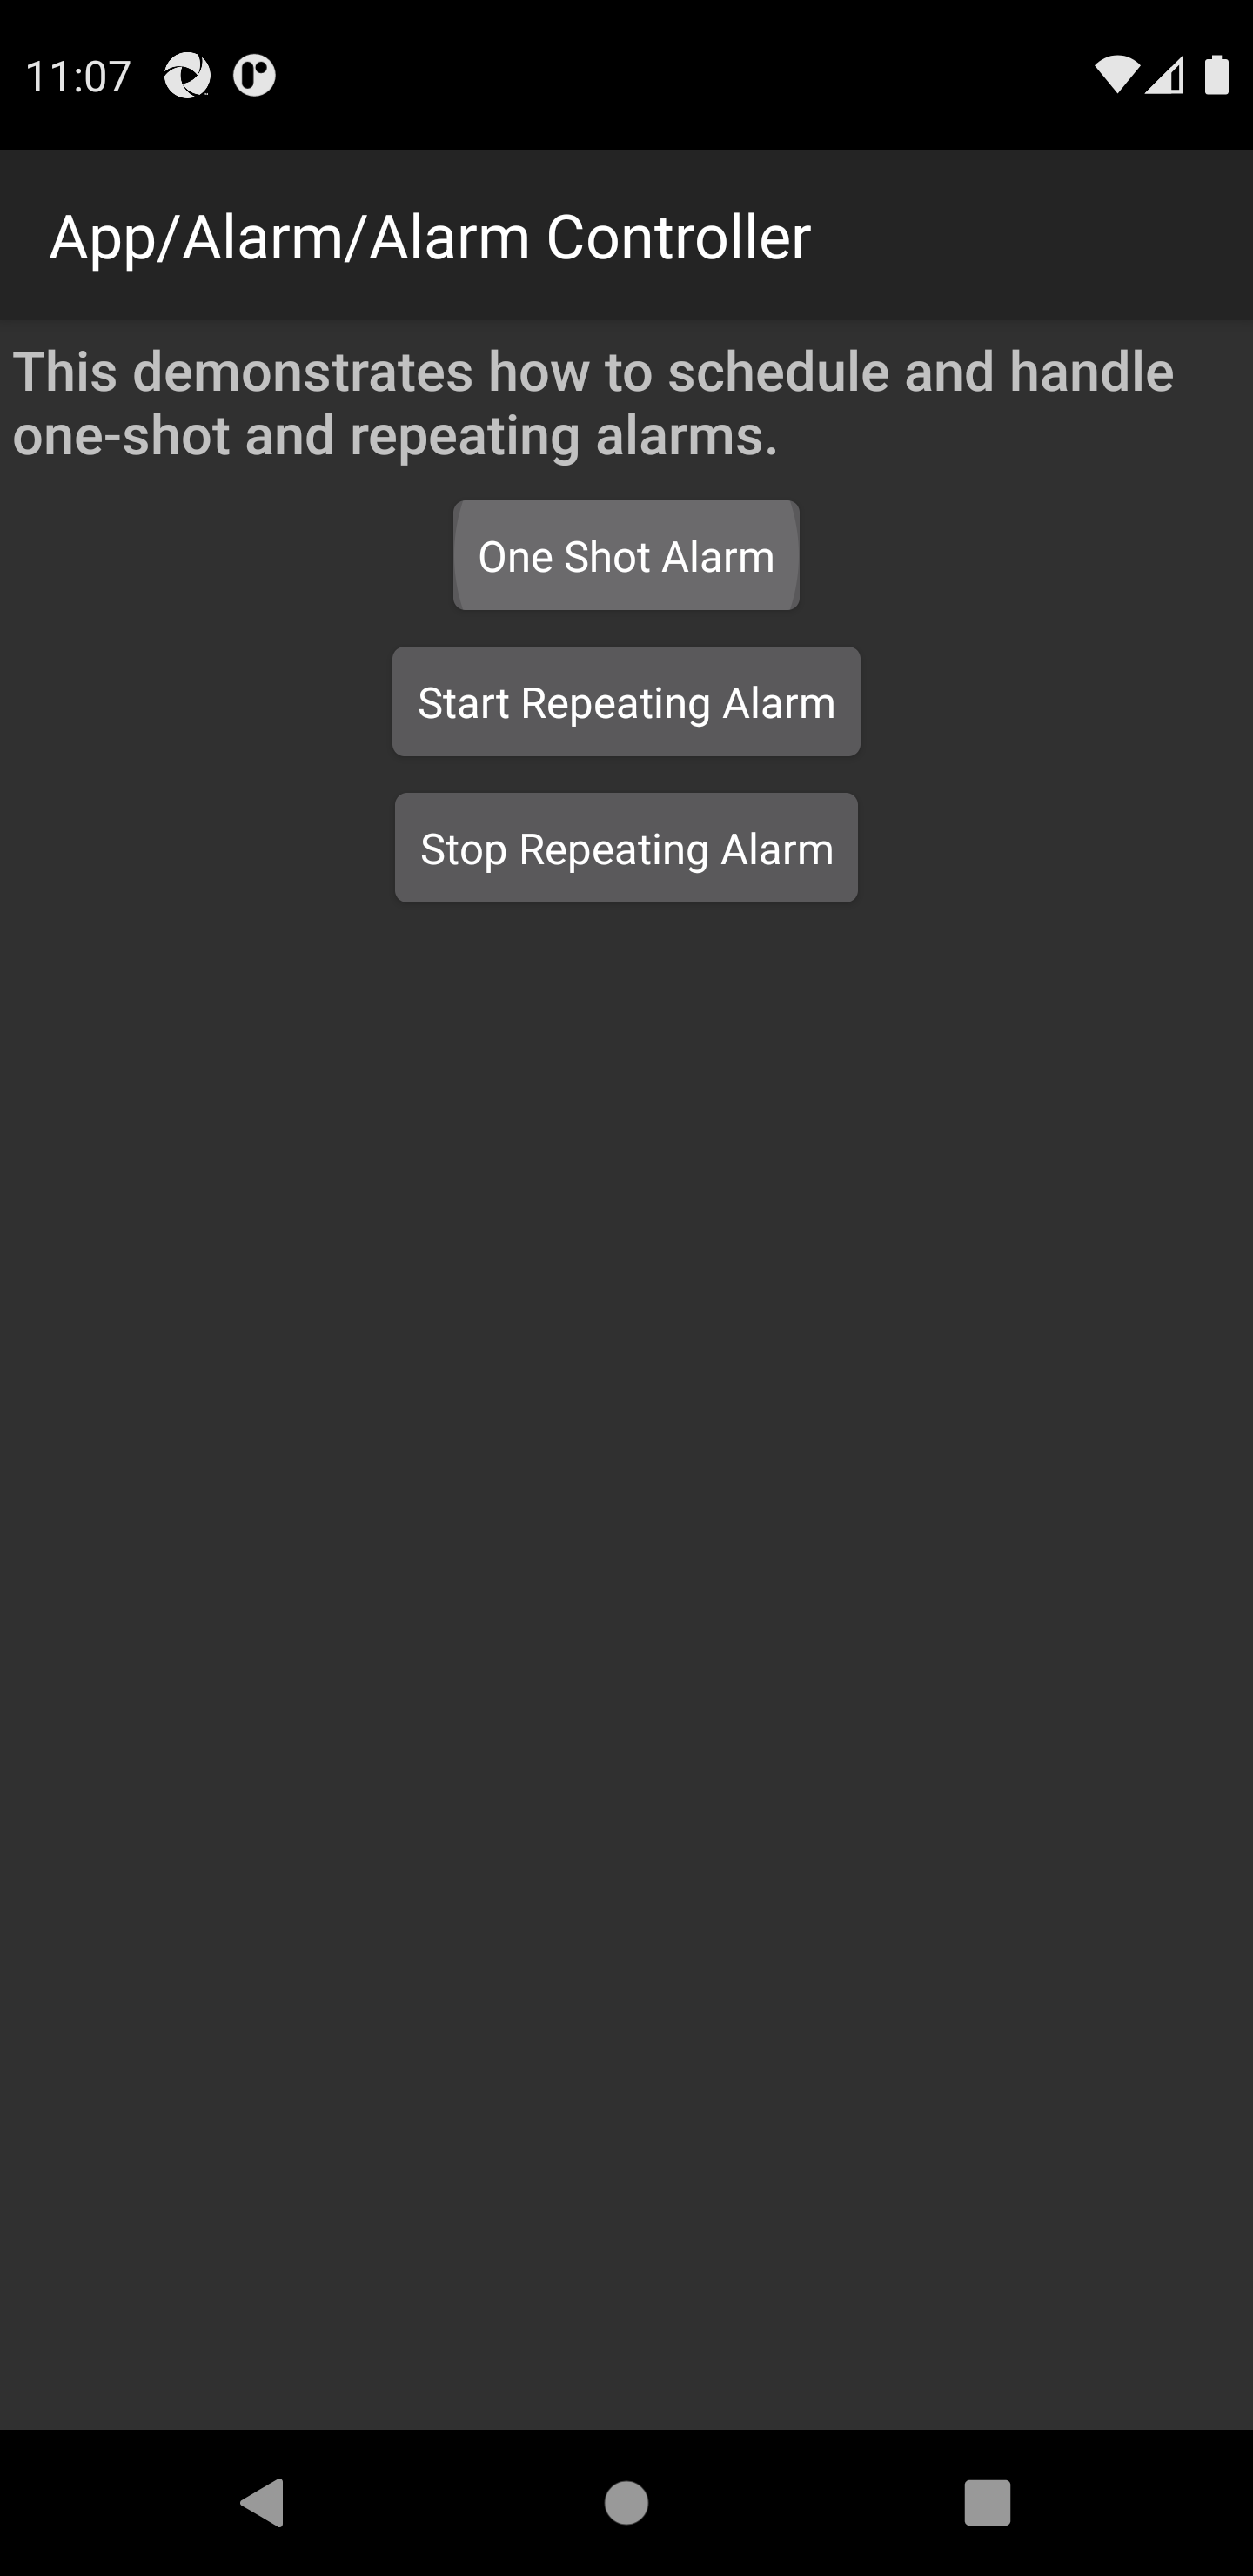 11:07
App/Alarm/Alarm Controller
This demonstrates how to schedule and handle
one-shot and repeating alarms.
One Shot Alarm
Start Repeating Alarm
Stop Repeating Alarm